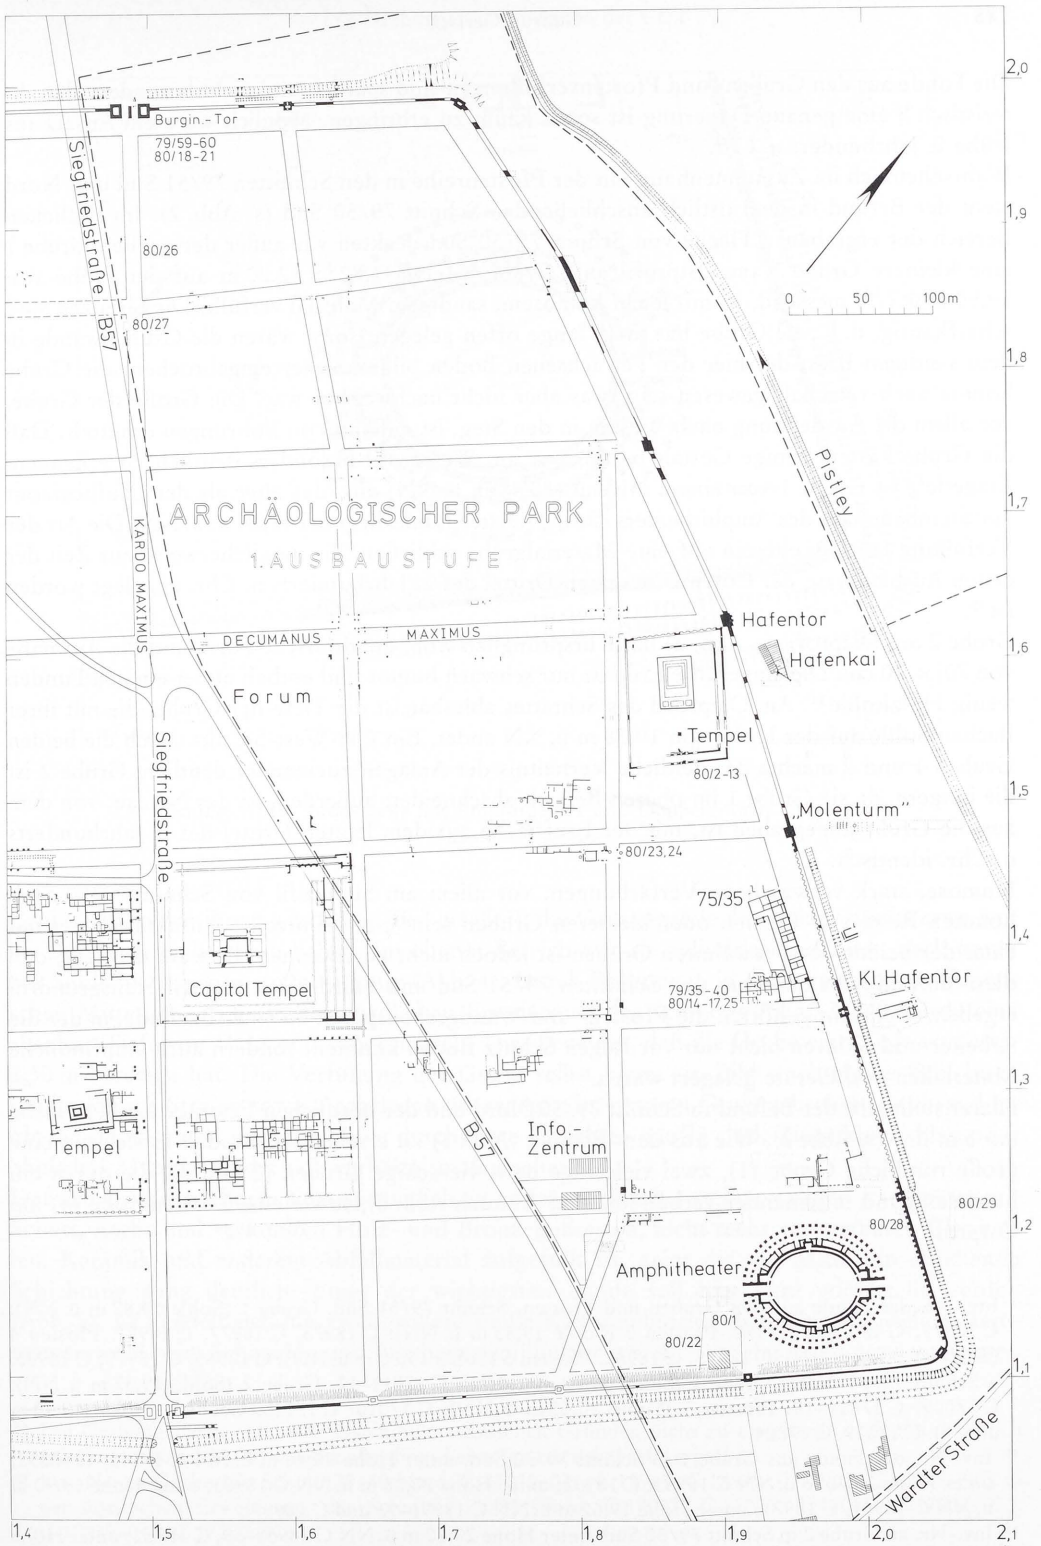 2,0
Burgin.-Tor
79/59-60
80/18-21
Siegfriedstraße
B57
80/26
1,9
0 50 100m
80/27
1,8
Pistley
ARCHÄOLOGISCHER PARK
1. AUSBAUSTUFE
1,7
KARDO MAXIMUS
DECUMANUS MAXIMUS
Hafentor
Hafenkai
1,6
Forum
Tempel
80/2-13
Siegfriedstraße
„Molenturm"
1,5
80/23,24
75/35
1,4
Capitol Tempel
79/35-40
80/14-17,25
Kl. Hafentor
1,3
Tempel
B57
Info.-
Zentrum
80/29
80/28
1,2
Amphitheater
80/1
80/22
1,1
Wardter Straße
1,4 1,5 1,6 1,7 1,8 1,9 2,0 2,1